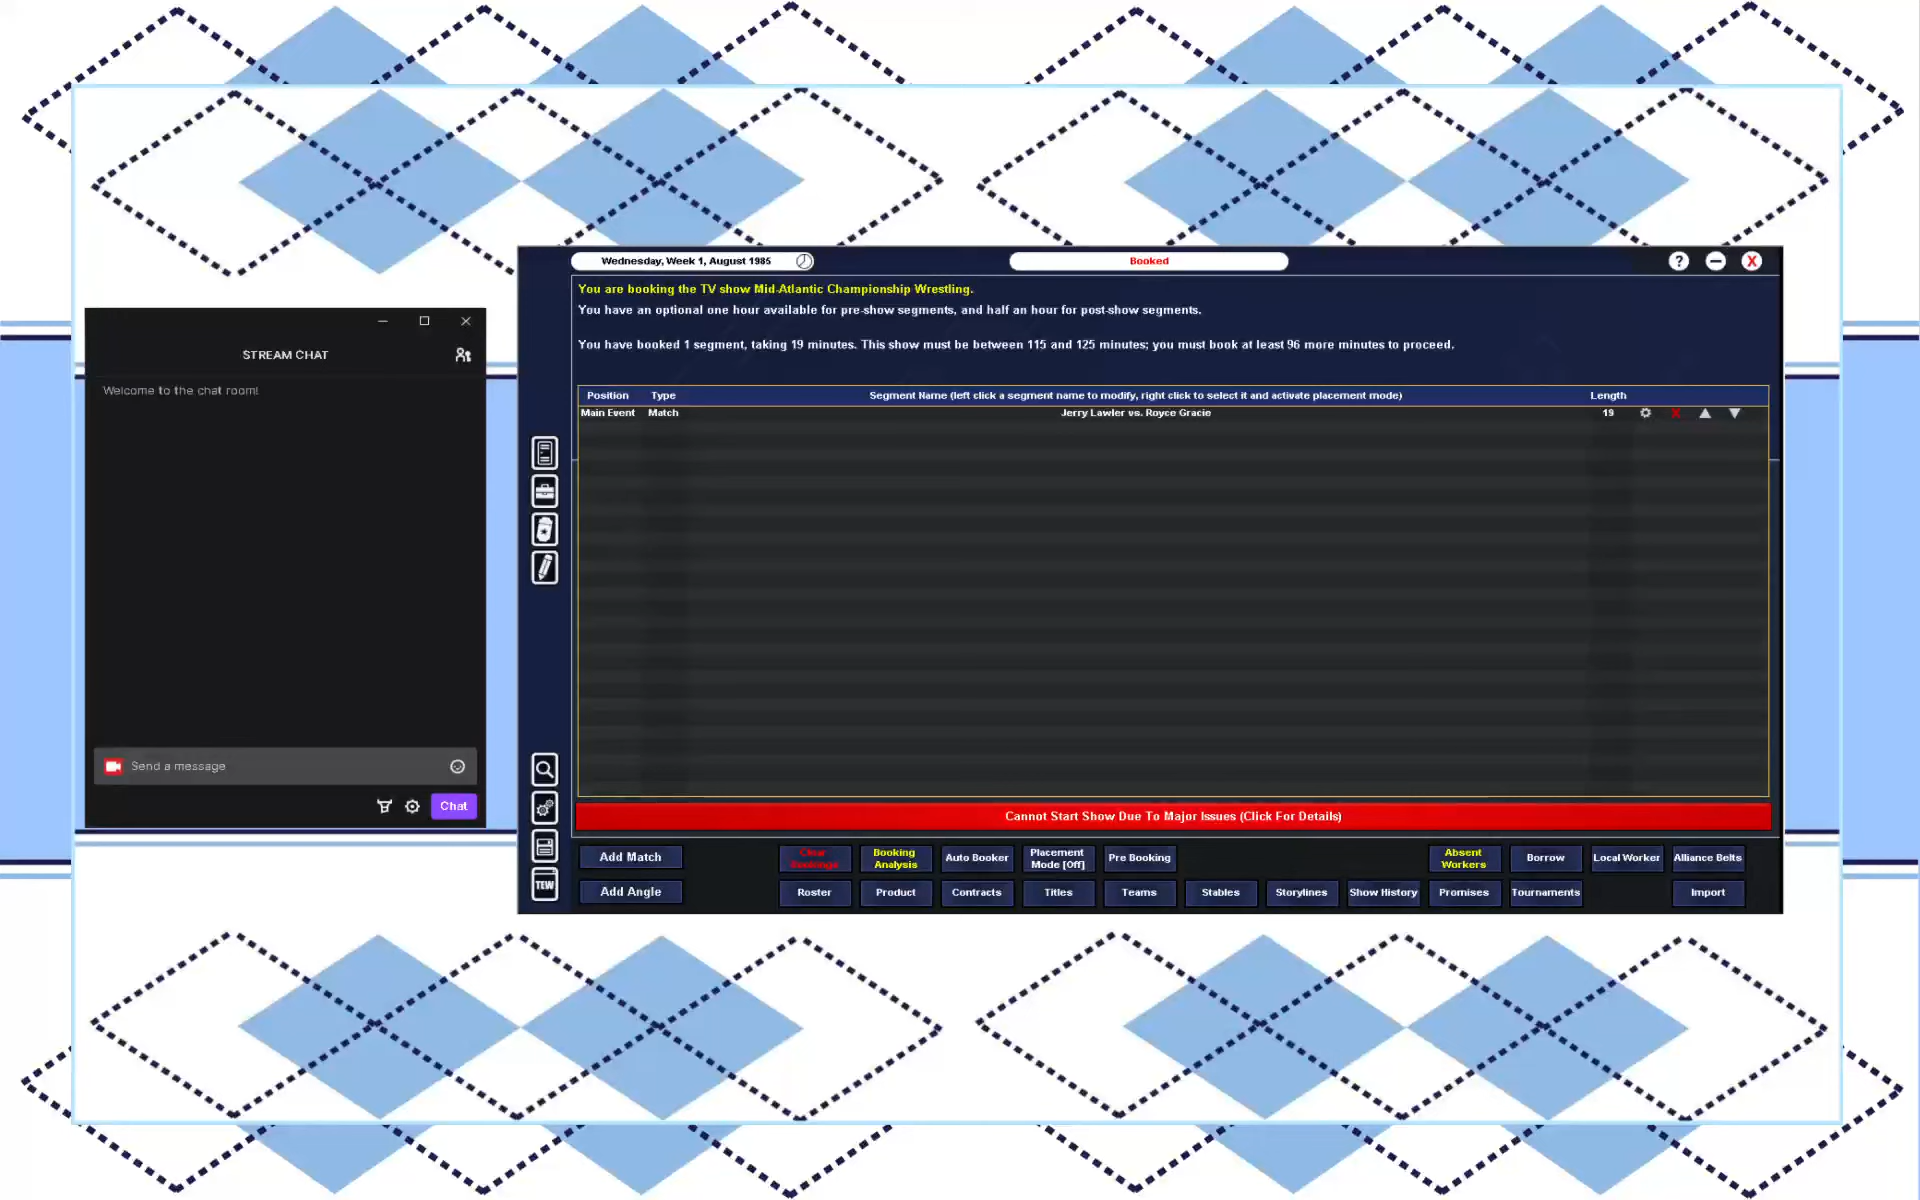 STREAM CHAT
Welcome to the chat room!
Send a message
Chat
Wednesday, Week 1, August 1985
Booked
?
X
You are booking the TV show Mid-Atlantic Championship Wrestling.
You have an optional one hour available for pre-show segments, and half an hour for post-show segments.
You have booked 1 segment, taking 19 minutes. This show must be between 115 and 125 minutes; you must book at least 96 more minutes to proceed.
Position Type Segment Name (left click a segment name to modify, right click to select it and activate placement mode) Length
Main Event Match Jerry Lawler vs. Royce Gracie 19 X
TEW
Cannot Start Show Due To Major Issues (Click For Details)
Add Match
Clear
Bookings
Booking
Analysis
Auto Booker
Placement
Mode [Off]
Pre Booking
Absent
Workers
Borrow
Local Worker
Alliance Belts
Add Angle
Roster
Product
Contracts
Titles
Teams
Stables
Storylines
Show History
Promises
Tournaments
Import